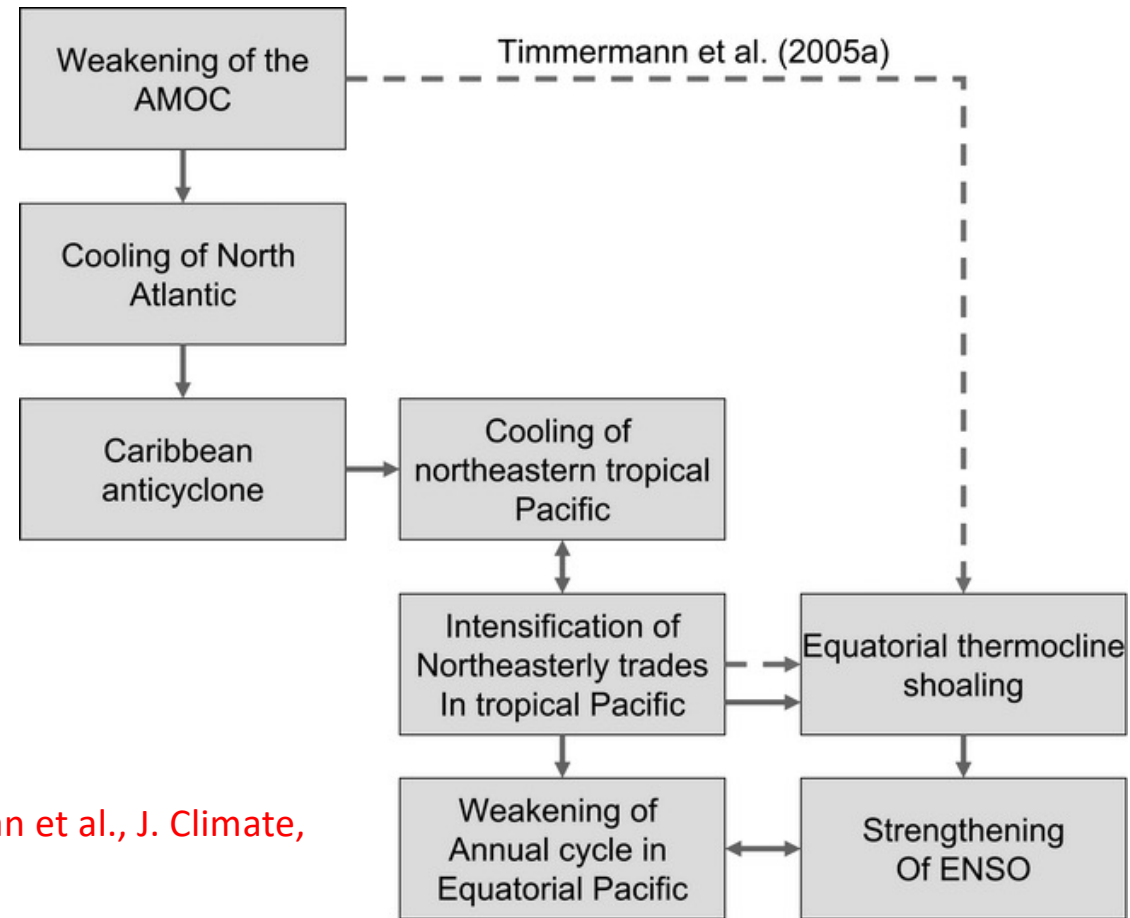 Weakening of the
AMOC
Timmermann et al. (2005a)
Cooling of North
Atlantic
Caribbean
anticyclone
Cooling of
northeastern tropical
Pacific
Intensification of
Northeasterly trades
In tropical Pacific
Equatorial thermocline
shoaling
Weakening of
Annual cycle in
Equatorial Pacific
Strengthening
Of ENSO
et al., J. Climate,